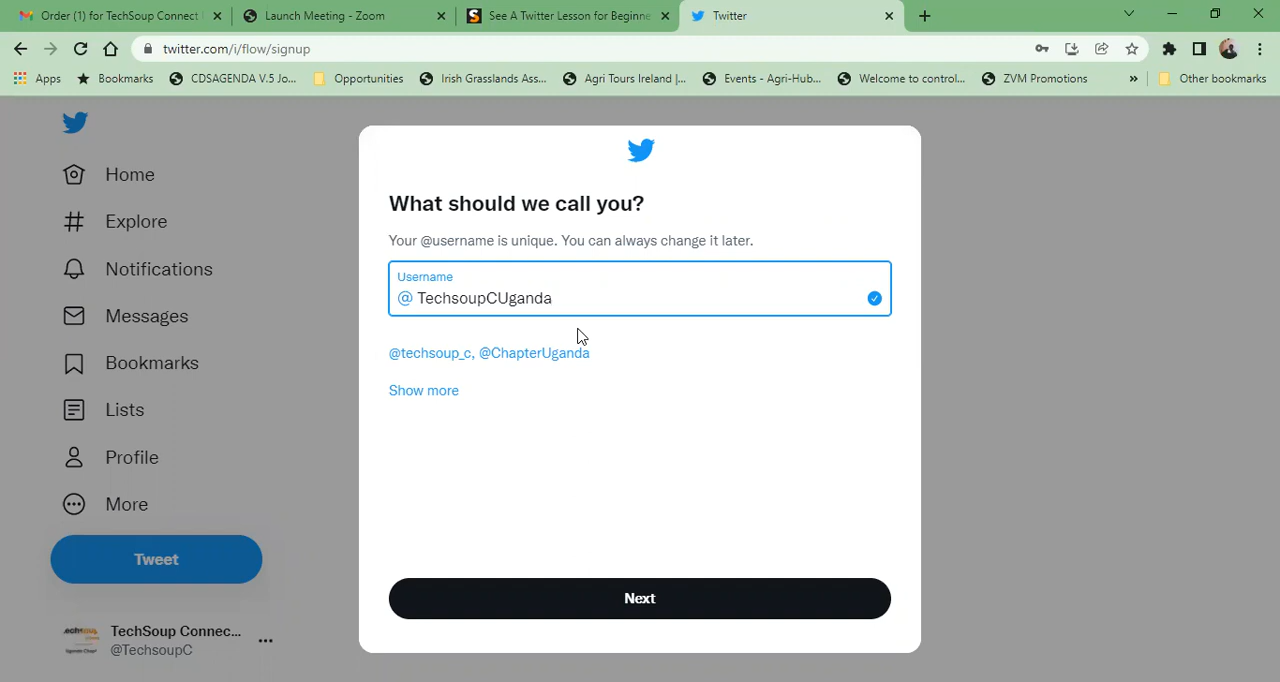 Order (1) for TechSoup Connect
Launch Meeting - Zoom
See A Twitter Lesson for Beginne
Twitter
twitter.com/i/flow/signup
Apps
Bookmarks
CDSAGENDA V.5 Jo...
Opportunities
Irish Grasslands Ass...
Agri Tours Ireland |...
Events - Agri-Hub...
Welcome to control...
ZVM Promotions
»
Other bookmarks
Home
Explore
Notifications
Messages
Bookmarks
Lists
Profile
More
Tweet
TechSoup Connec...
@TechsoupC
What should we call you?
Your @username is unique. You can always change it later.
Username
@ TechsoupCUganda
@techsoup_c, @ChapterUganda
Show more
Next